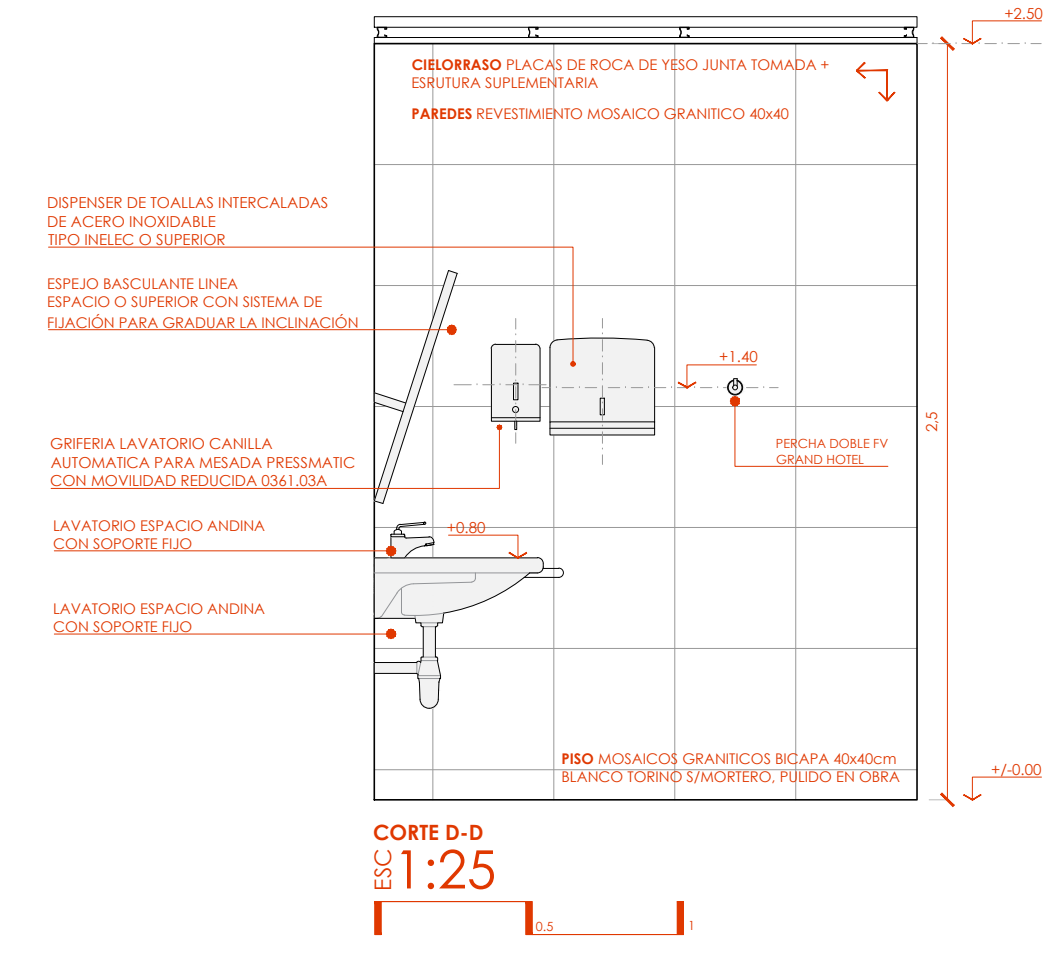 +2.50
CIELORRASO PLACAS DE ROCA DE YESO JUNTA TOMADA +
ESRUTURA SUPLEMENTARIA
PAREDES REVESTIMIENTO MOSAICO GRANITICO 40x40
DISPENSER DE TOALLAS INTERCALADAS
DE ACERO INOXIDABLE
TIPO INELEC O SUPERIOR
ESPEJO BASCULANTE LINEA
ESPACIO O SUPERIOR CON SISTEMA DE
FIJACIÓN PARA GRADUAR LA INCLINACIÓN
+1.40
2,5
PERCHA DOBLE FV
GRAND HOTEL
GRIFERIA LAVATORIO CANILLA
AUTOMATICA PARA MESADA PRESSMATIC
CON MOVILIDAD REDUCIDA 0361.03A
+0.80
LAVATORIO ESPACIO ANDINA
CON SOPORTE FIJO
LAVATORIO ESPACIO ANDINA
CON SOPORTE FIJO
PISO MOSAICOS GRANITICOS BICAPA 40x40cm
BLANCO TORINO S/MORTERO, PULIDO EN OBRA
+/-0.00
CORTE D-D
ESC 1:25
0.5
1